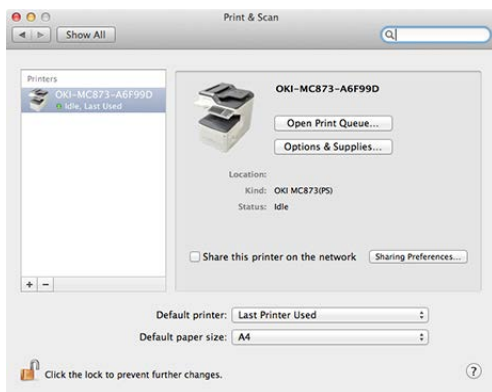 Print & Scan
Show All
Printers
OKI-MC873-A6F99D
Idle, Last Used
OKI-MC873-A6F99D
Open Print Queue...
Options & Supplies...
Location:
Kind: OKI MC873(PS)
Status: Idle
Share this printer on the network
Sharing Preferences...
+ −
Default printer: Last Printer Used
Default paper size: A4
Click the lock to prevent further changes.
?